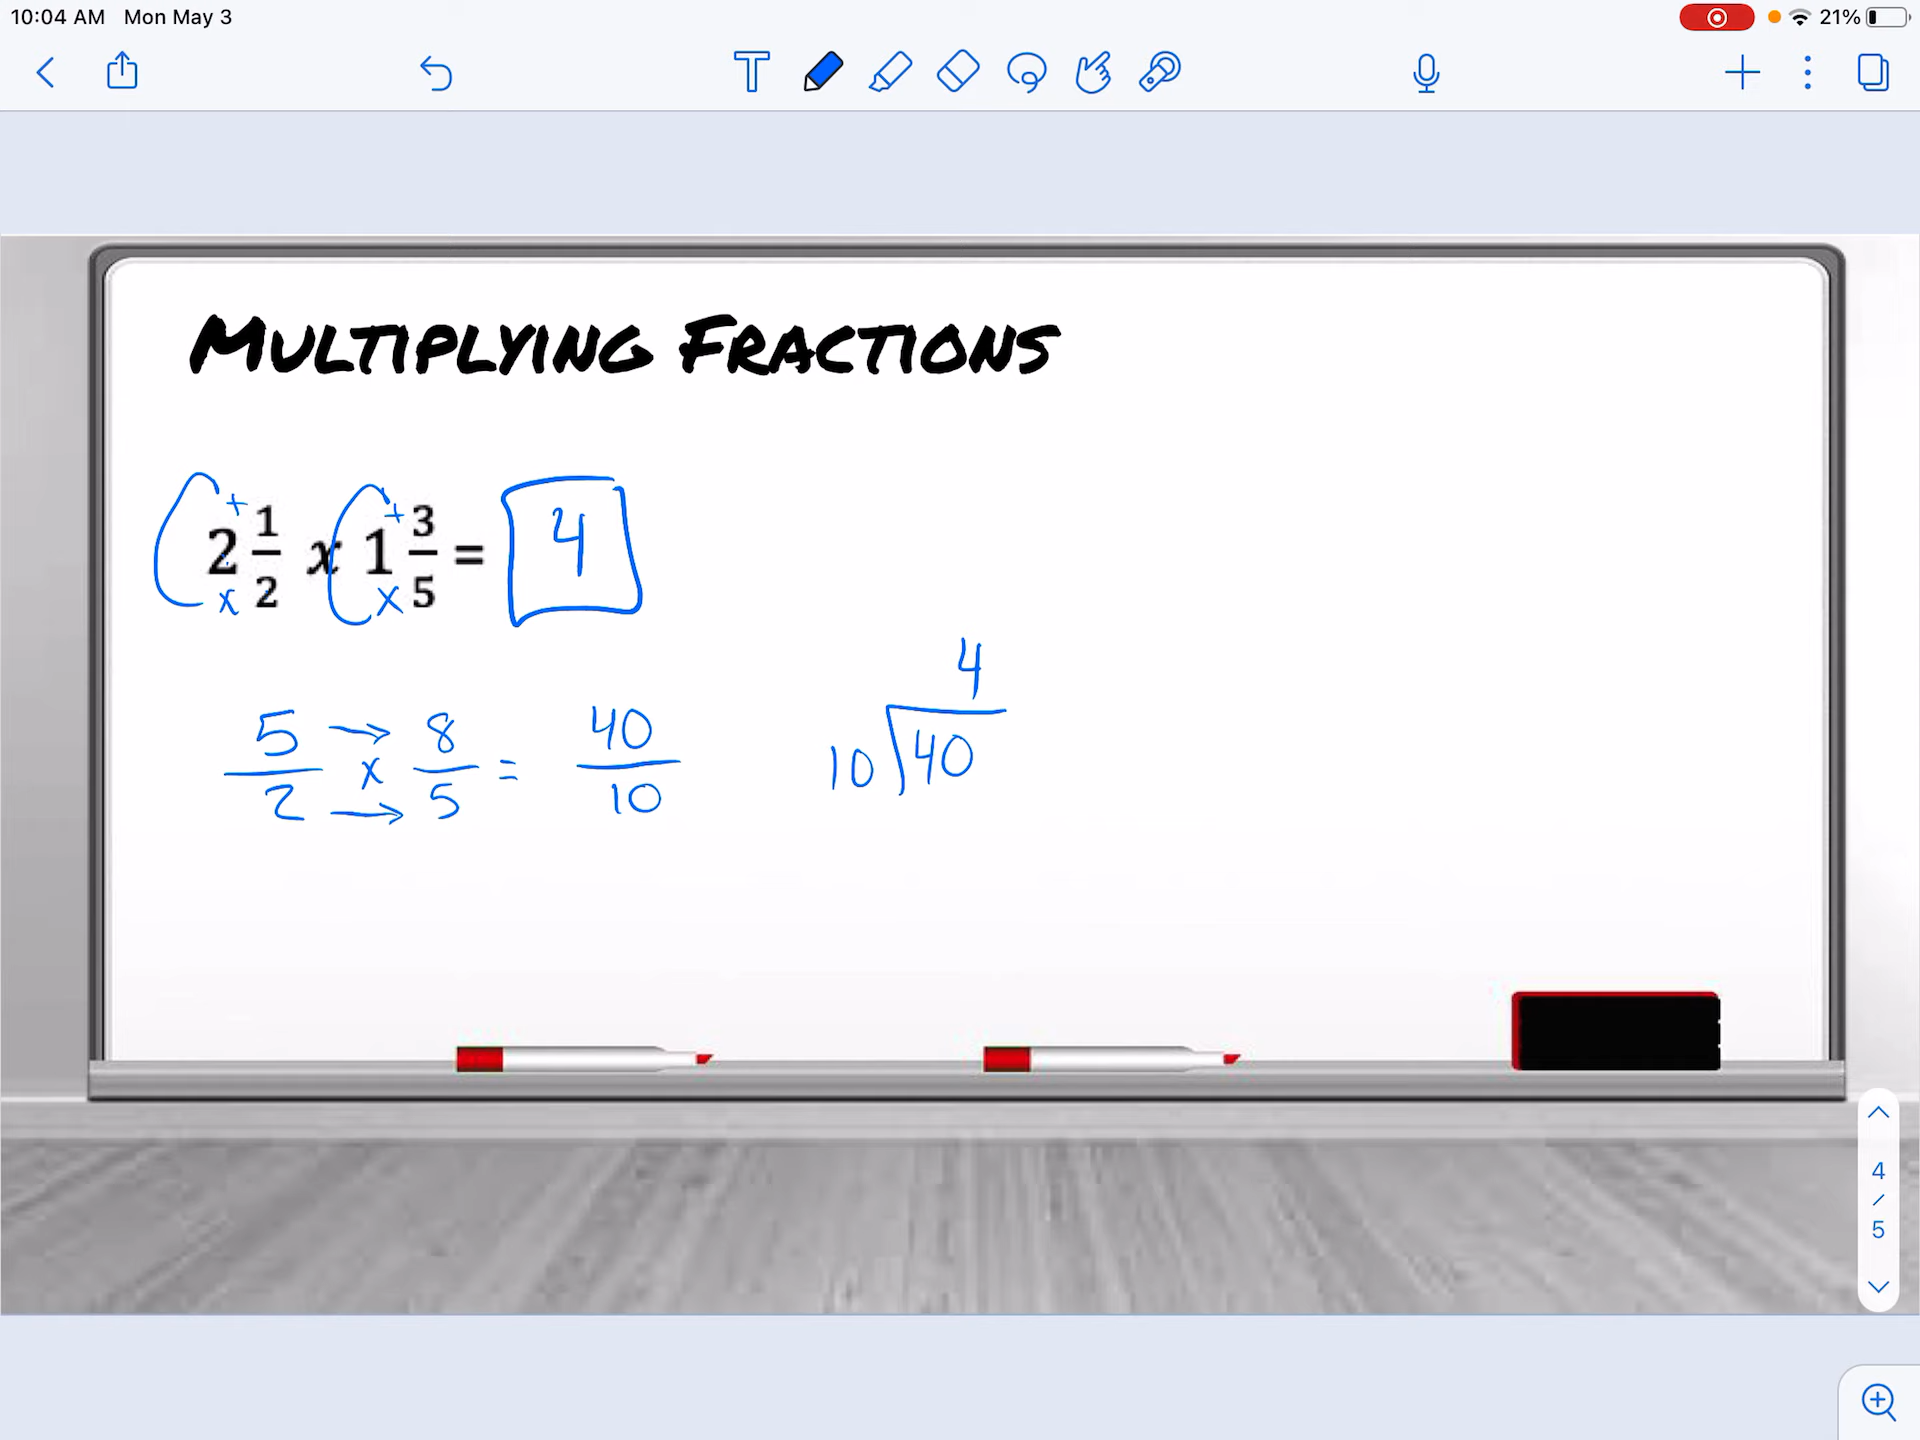 10:04 AM Mon May 3 21%
T
MULTIPLYING FRACTIONS
2 1/2 x 1 3/5 = 4
+ +
x x
5/2 → x → 8/5 = 40/10
4
10 40
4
/
5